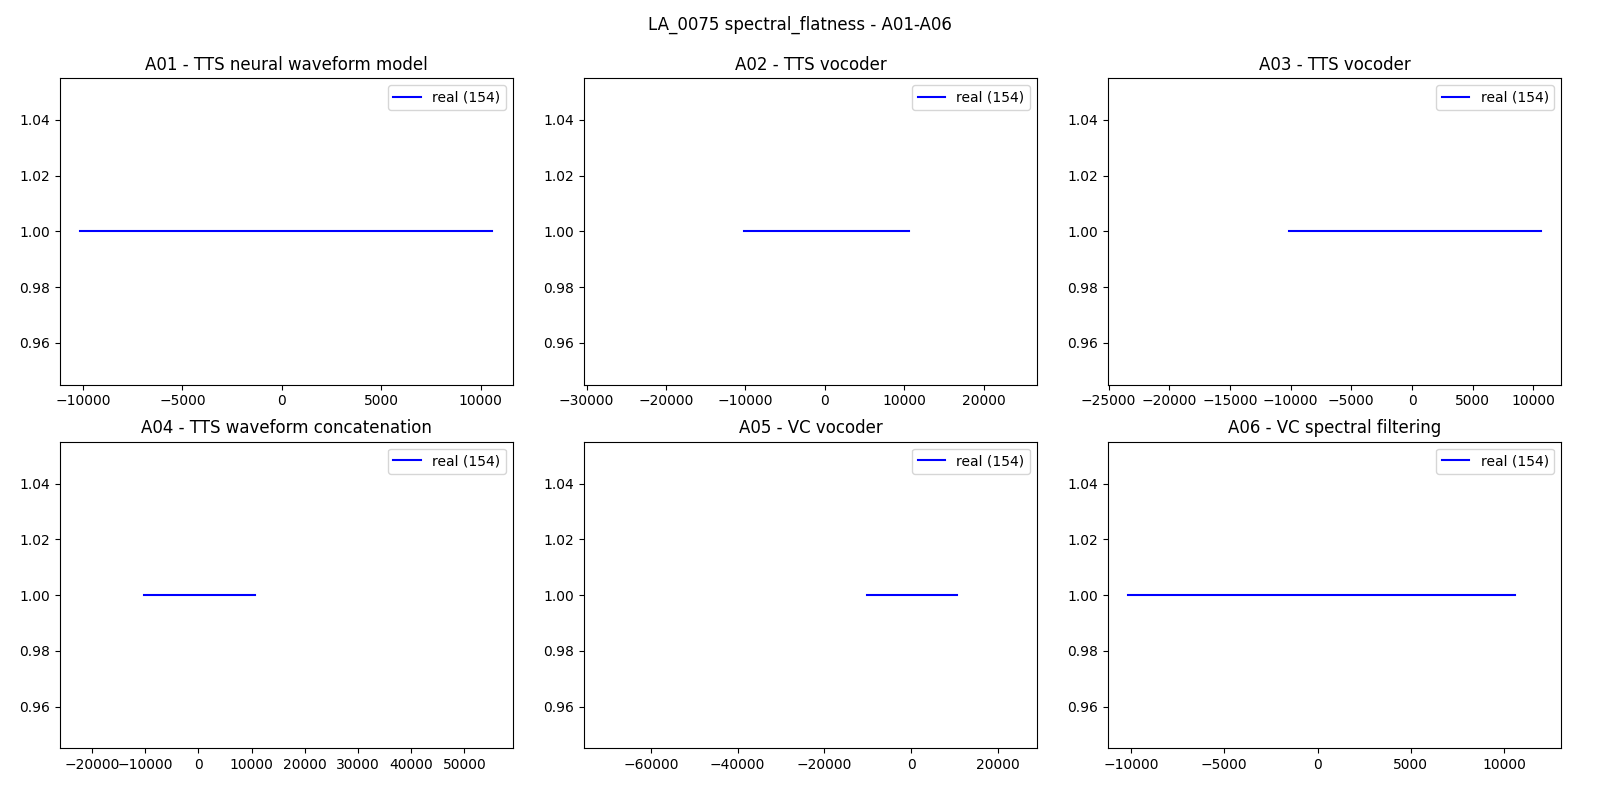 LA_0075 spectral_flatness - A01-A06
A01 - TTS neural waveform model
real (154)
1.04
1.02
1.00
0.98
0.96
−10000 −5000 0 5000 10000
A02 - TTS vocoder
real (154)
1.04
1.02
1.00
0.98
0.96
−30000 −20000 −10000 0 10000 20000
A03 - TTS vocoder
real (154)
1.04
1.02
1.00
0.98
0.96
−25000 −20000 −15000 −10000 −5000 0 5000 10000
A04 - TTS waveform concatenation
real (154)
1.04
1.02
1.00
0.98
0.96
−20000 −10000 0 10000 20000 30000 40000 50000
A05 - VC vocoder
real (154)
1.04
1.02
1.00
0.98
0.96
−60000 −40000 −20000 0 20000
A06 - VC spectral filtering
real (154)
1.04
1.02
1.00
0.98
0.96
−10000 −5000 0 5000 10000